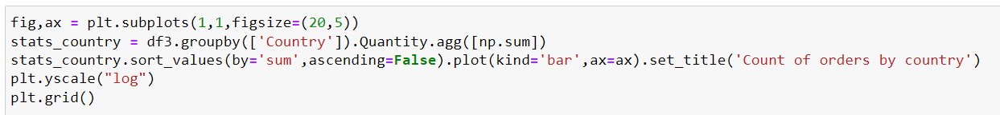 fig,ax = plt.subplots(1,1,figsize=(20,5))
stats_country = df3.groupby(['Country']).Quantity.agg([np.sum])
stats_country.sort_values(by='sum',ascending=False).plot(kind='bar',ax=ax).set_title('Count of orders by country')
plt.yscale("log")
plt.grid()